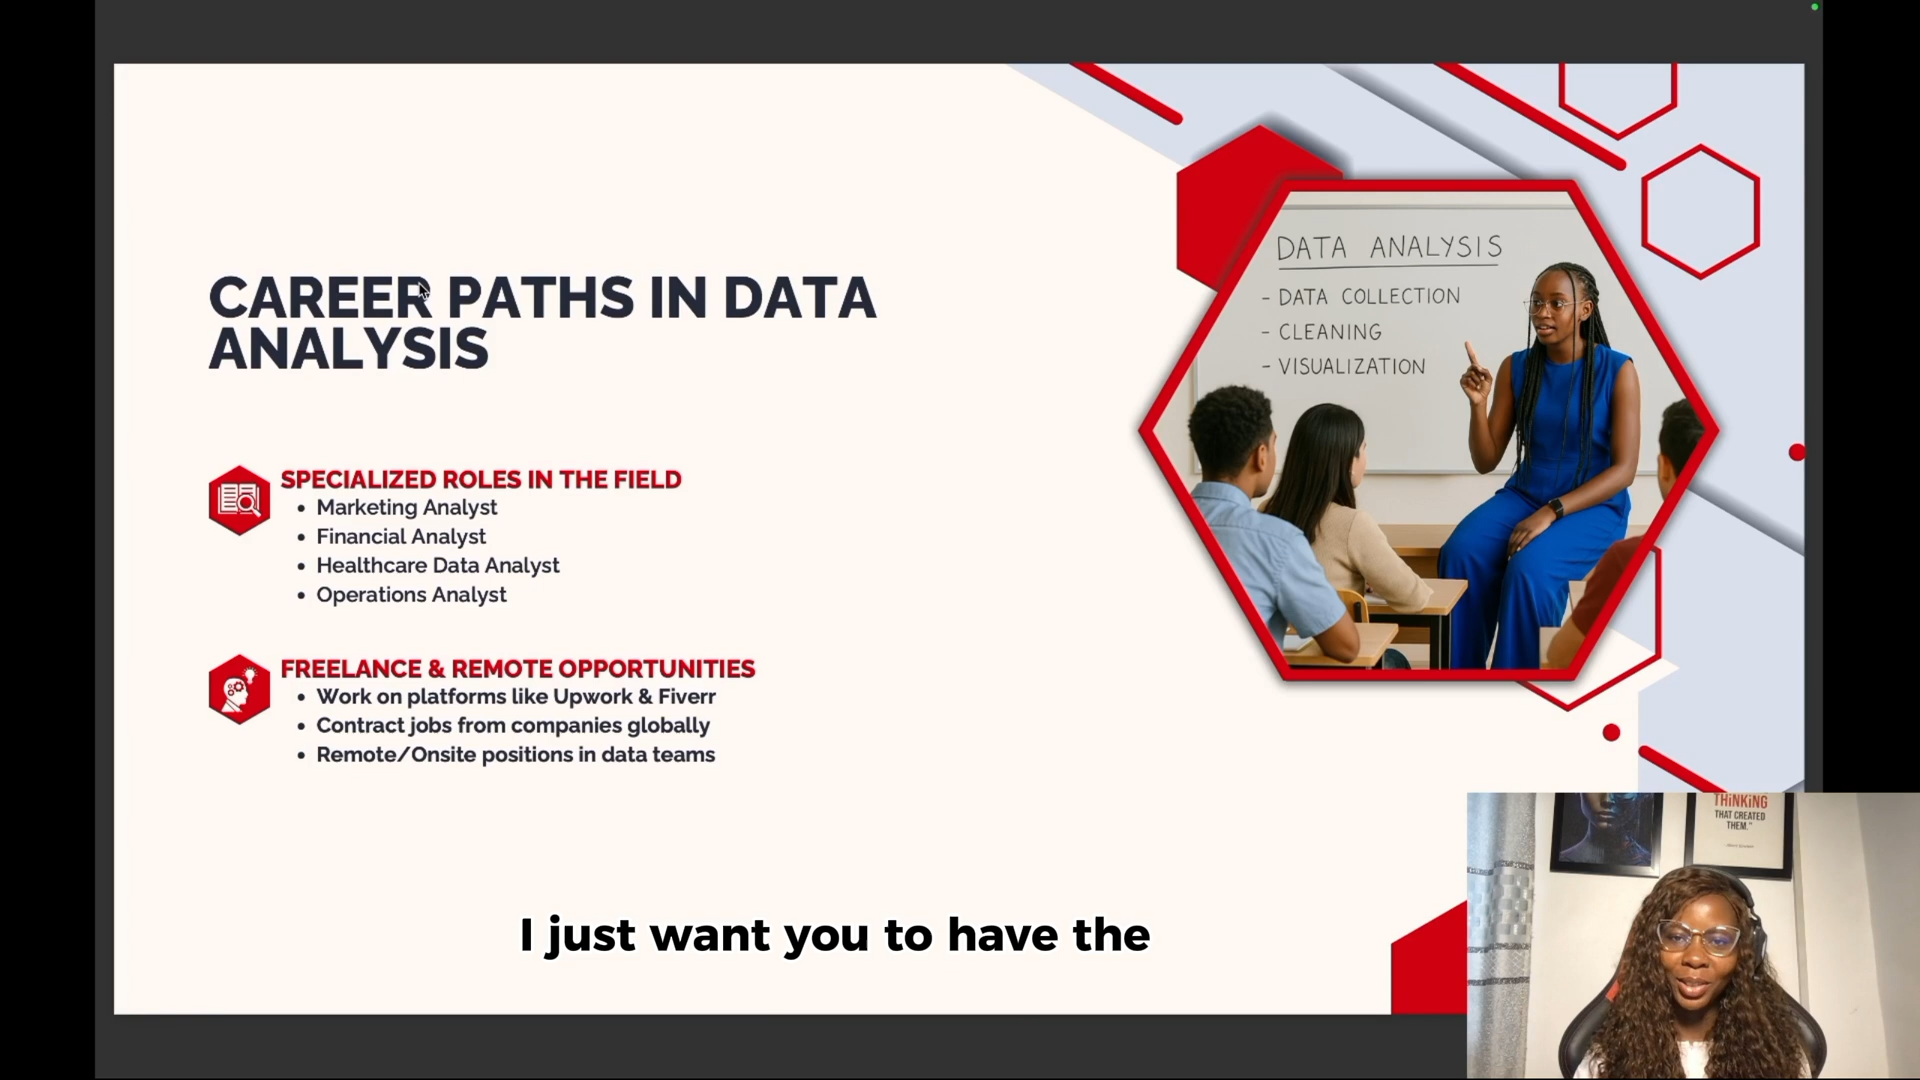 CAREER PATHS IN DATA
ANALYSIS
SPECIALIZED ROLES IN THE FIELD
• Marketing Analyst
• Financial Analyst
• Healthcare Data Analyst
• Operations Analyst
FREELANCE & REMOTE OPPORTUNITIES
• Work on platforms like Upwork & Fiverr
• Contract jobs from companies globally
• Remote/Onsite positions in data teams
DATA ANALYSIS
- DATA COLLECTION
- CLEANING
- VISUALIZATION
THiNKiNG
THAT CREATED
THEM."
I just want you to have the